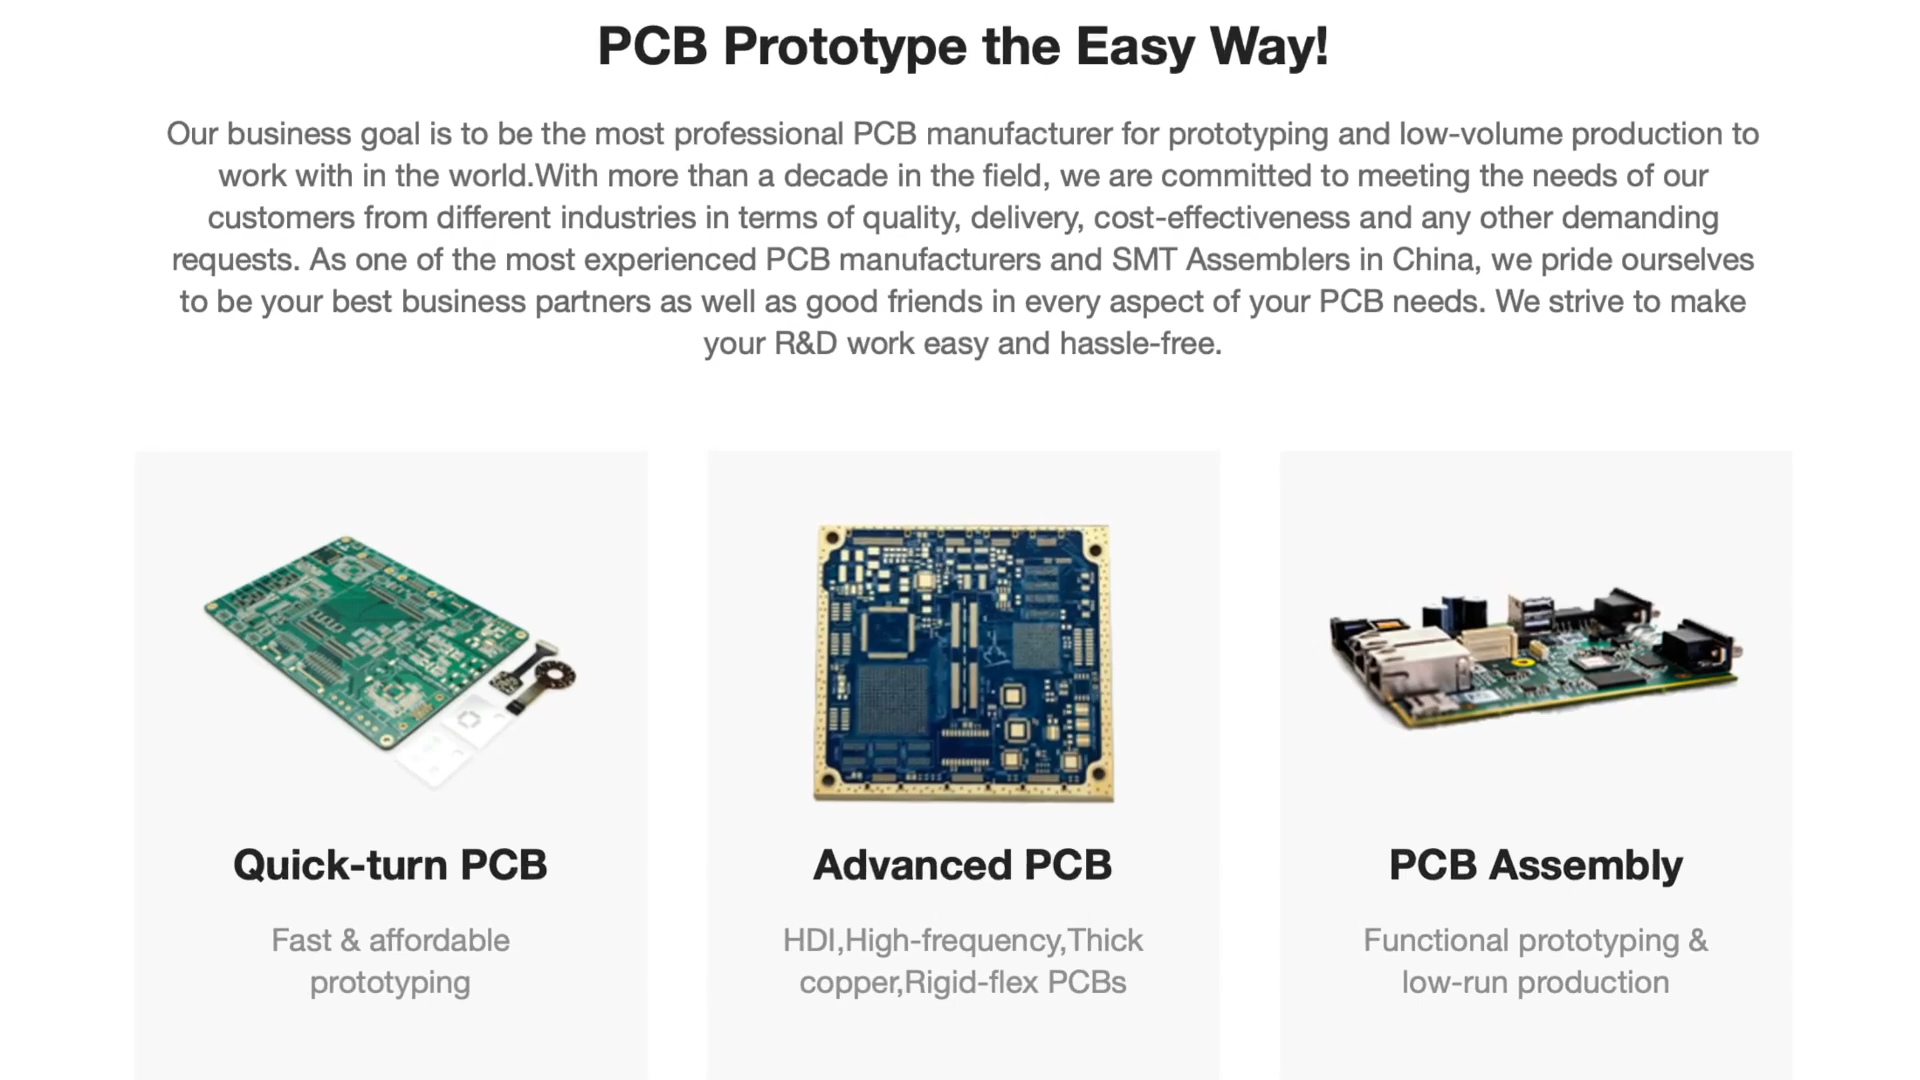 PCB Prototype the Easy Way!
Our business goal is to be the most professional PCB manufacturer for prototyping and low-volume production to
work with in the world.With more than a decade in the field, we are committed to meeting the needs of our
customers from different industries in terms of quality, delivery, cost-effectiveness and any other demanding
requests. As one of the most experienced PCB manufacturers and SMT Assemblers in China, we pride ourselves
to be your best business partners as well as good friends in every aspect of your PCB needs. We strive to make
your R&D work easy and hassle-free.
Quick-turn PCB
Fast & affordable
prototyping
Advanced PCB
HDI,High-frequency,Thick
copper,Rigid-flex PCBs
PCB Assembly
Functional prototyping &
low-run production